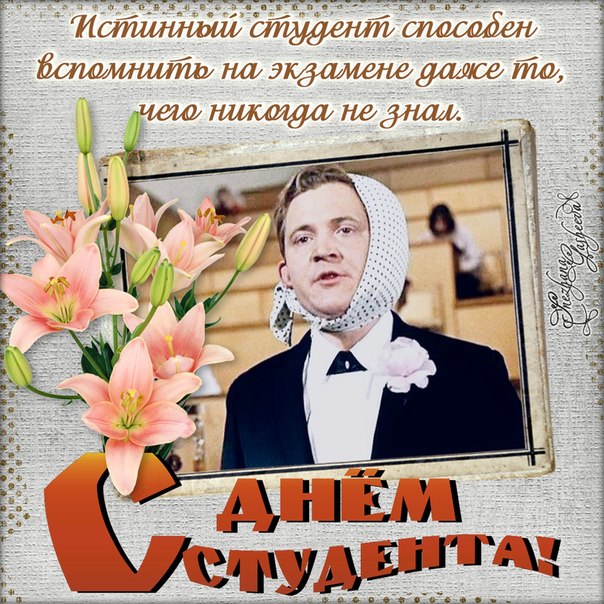 Истинный студент способен
вспомнить на экзамене даже то,
чего никогда не знал.
С ДНЁМ
СТУДЕНТА!